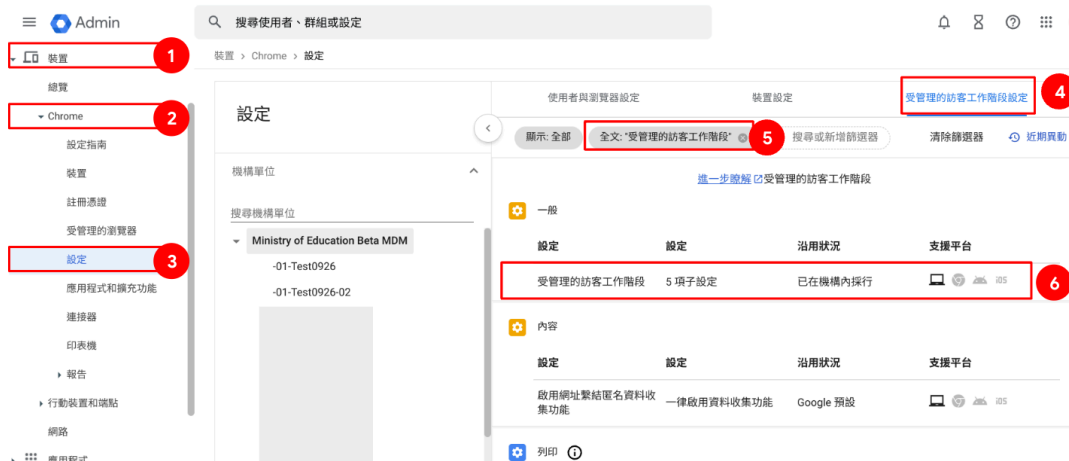 Admin
搜尋使用者、群組或設定
裝置
1
總覽
Chrome
2
設定指南
裝置
註冊憑證
受管理的瀏覽器
設定
3
應用程式和擴充功能
連接器
印表機
報告
行動裝置和端點
網路
應用程式
裝置 > Chrome > 設定
設定
機構單位
搜尋機構單位
Ministry of Education Beta MDM
-01-Test0926
-01-Test0926-02
使用者與瀏覽器設定 裝置設定 受管理的訪客工作階段設定 4
顯示: 全部 全文: "受管理的訪客工作階段" 5 搜尋或新增篩選器 清除篩選器 近期異動
進一步瞭解 受管理的訪客工作階段
一般
設定 設定 沿用狀況 支援平台
受管理的訪客工作階段 5 項子設定 已在機構內採行 iOS 6
內容
設定 設定 沿用狀況 支援平台
啟用網址繫結匿名資料收 一律啟用資料收集功能 Google 預設 iOS
集功能
列印